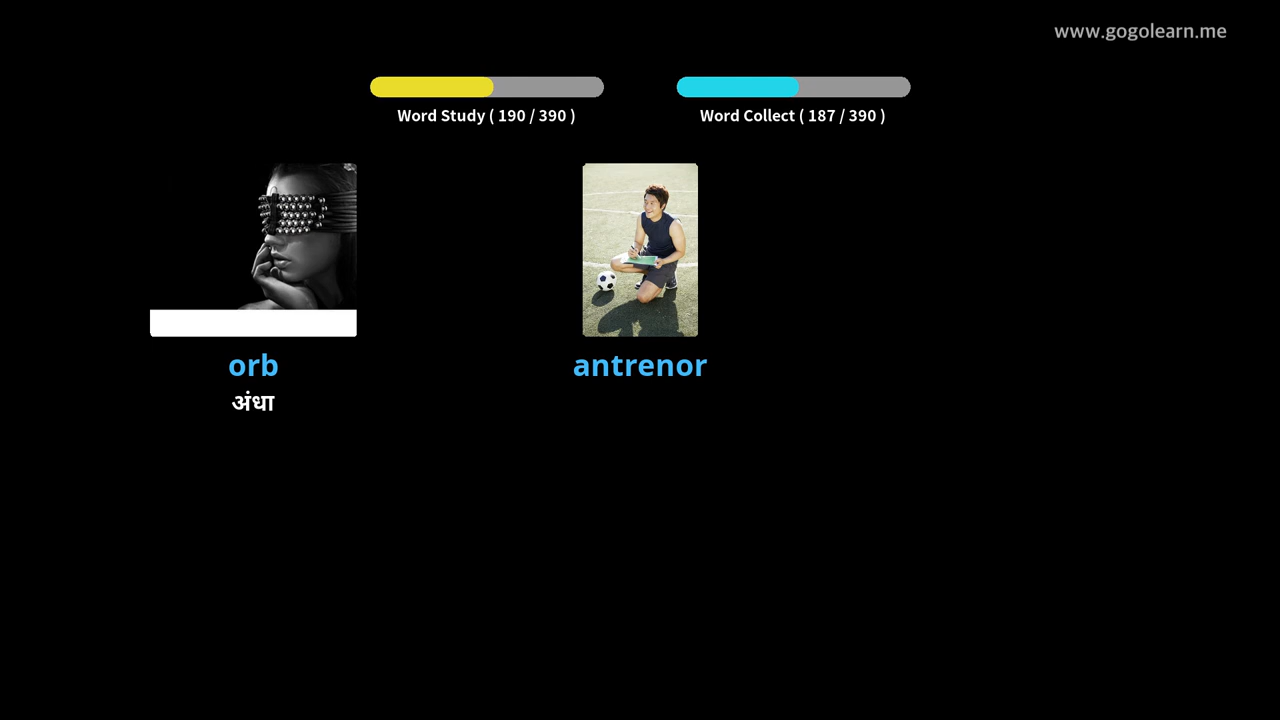 www.gogolearn.me
Word Study ( 190 / 390 )
Word Collect ( 187 / 390 )
orb
अंधा
antrenor